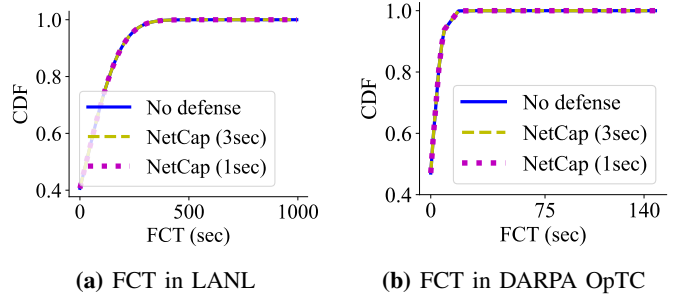 CDF
1.0
0.8
0.6
0.4
No defense
NetCap (3sec)
NetCap (1sec)
0 500 1000
FCT (sec)
(a) FCT in LANL
CDF
1.0
0.8
0.6
0.4
No defense
NetCap (3sec)
NetCap (1sec)
0 75 140
FCT (sec)
(b) FCT in DARPA OpTC